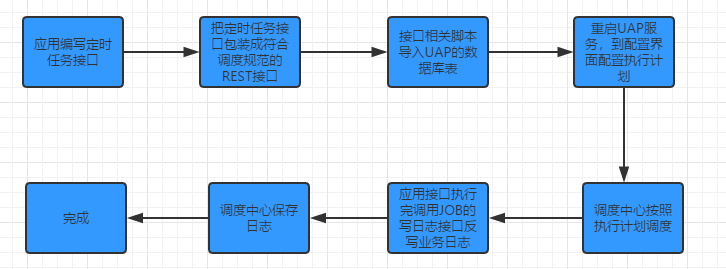 应用编写定时
任务接口
把定时任务接
口包装成符合
调度规范的
REST接口
接口相关脚本
导入UAP的数
据库表
重启UAP服
务，到配置界
面配置执行计
划
调度中心按照
执行计划调度
应用接口执行
完调用JOB的
写日志接口反
写业务日志
调度中心保存
日志
完成